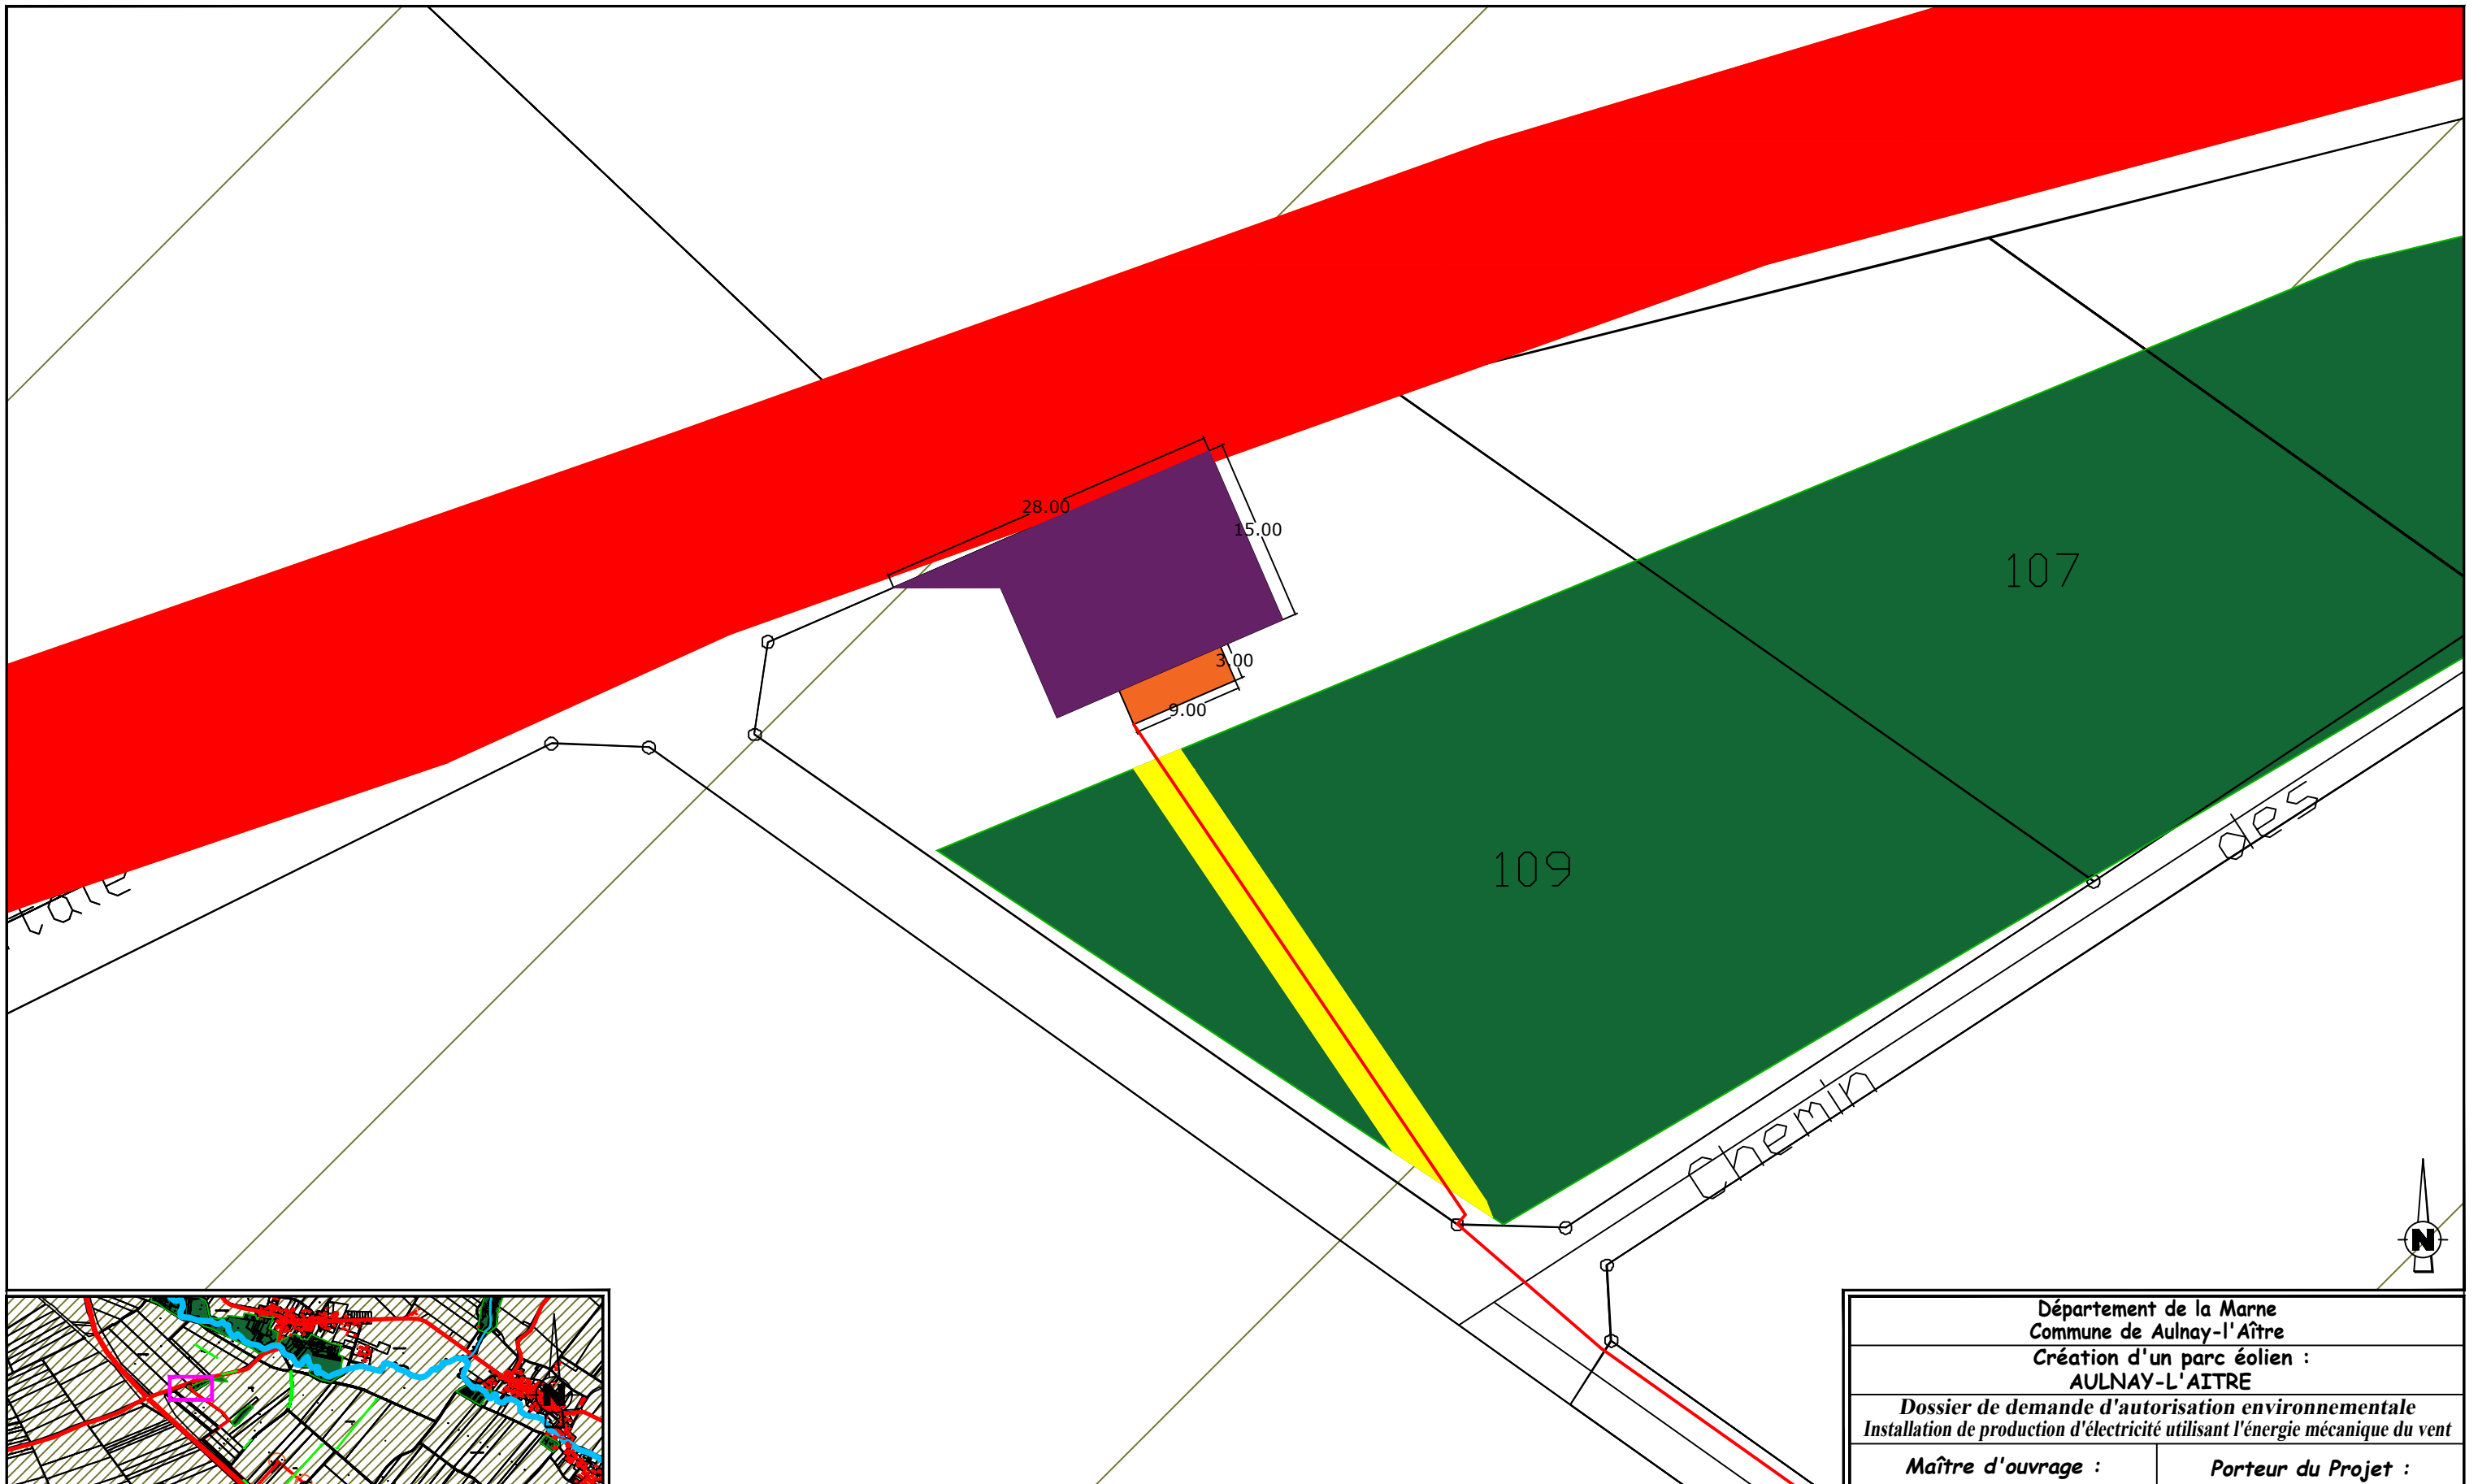 28.00
15.00
107
3.00
9.00
des
109
Chemin
N
N
Département de la Marne
Commune de Aulnay-l'Aître
Création d'un parc éolien :
AULNAY-L'AITRE
Dossier de demande d'autorisation environnementale
Installation de production d'électricité utilisant l'énergie mécanique du vent
Maître d'ouvrage :
Porteur du Projet :